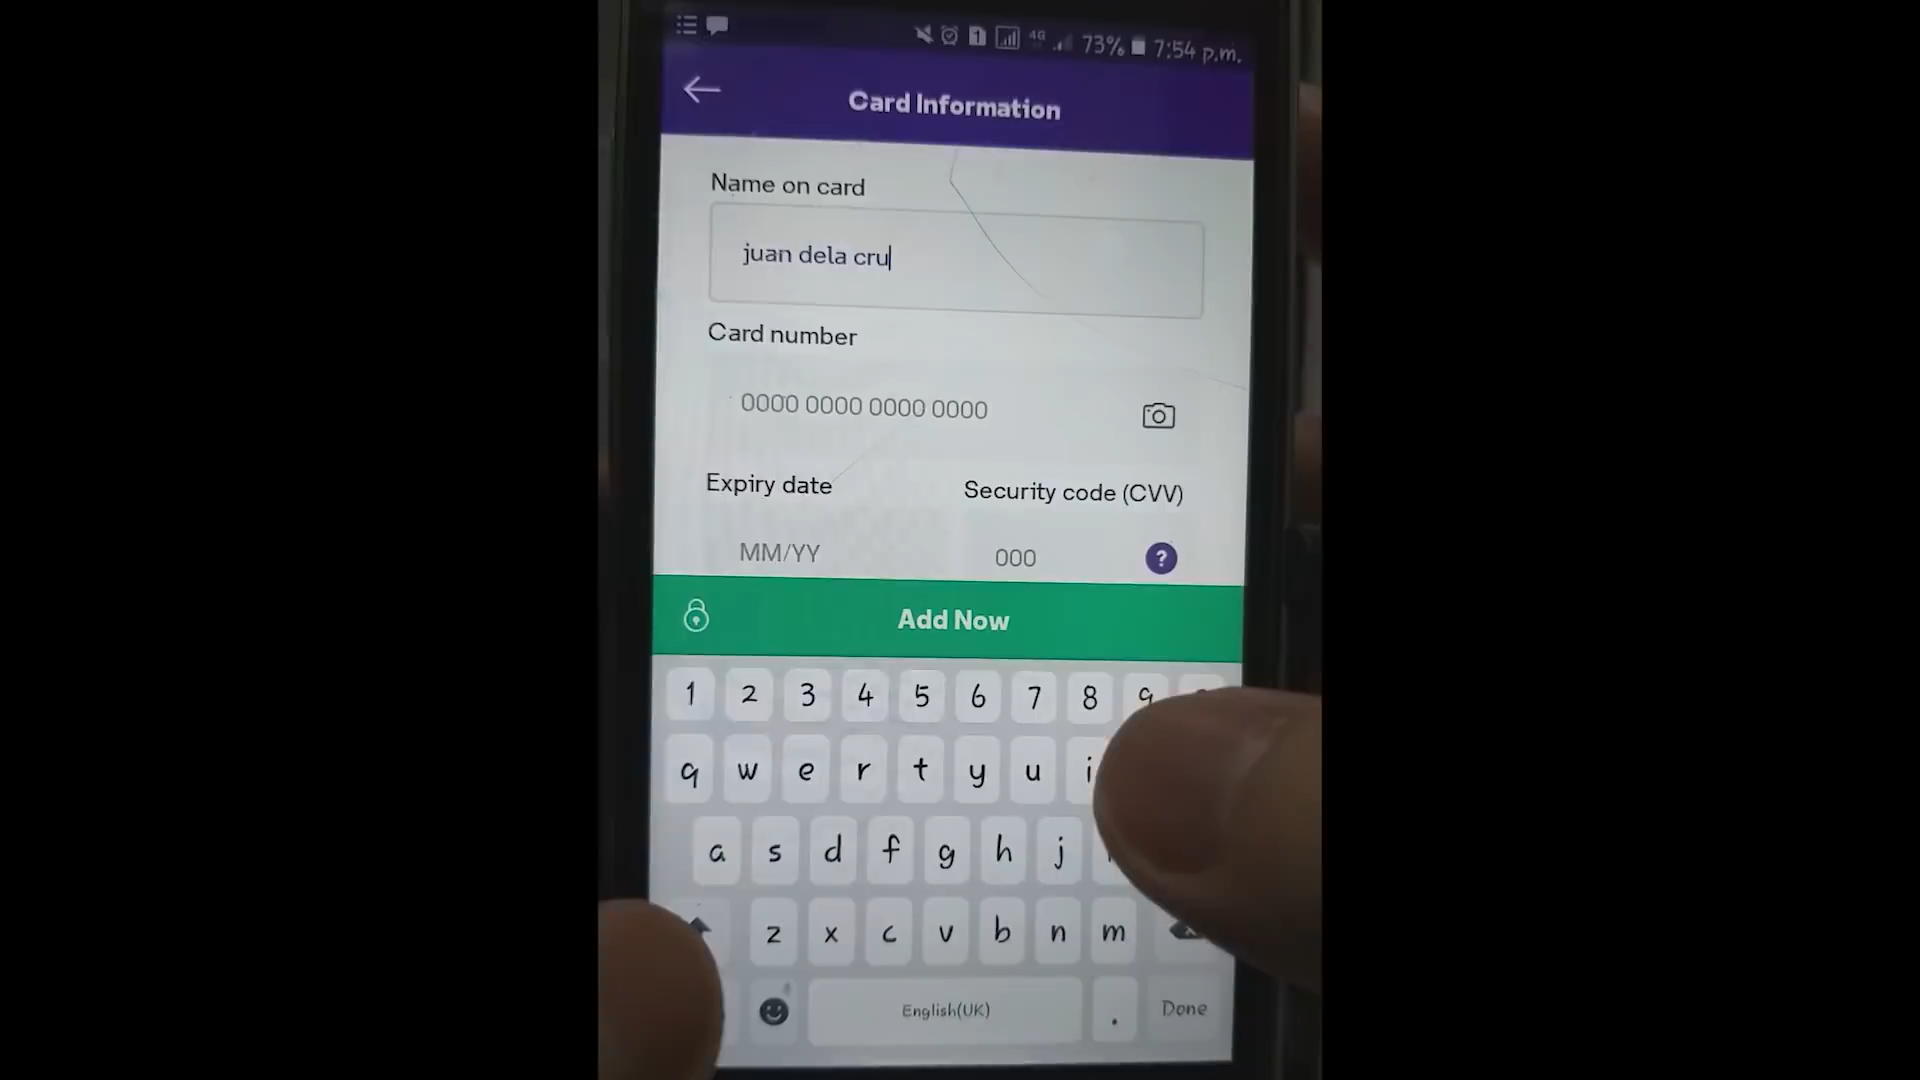 4G 73% 7:54 p.m.
Card Information
Name on card
juan dela cru
Card number
0000 0000 0000 0000
Expiry date Security code (CVV)
MM/YY 000 ?
Add Now
1 2 3 4 5 6 7 8 9
q w e r t y u i
a s d f g h j
z x c v b n m
English(UK) . Done